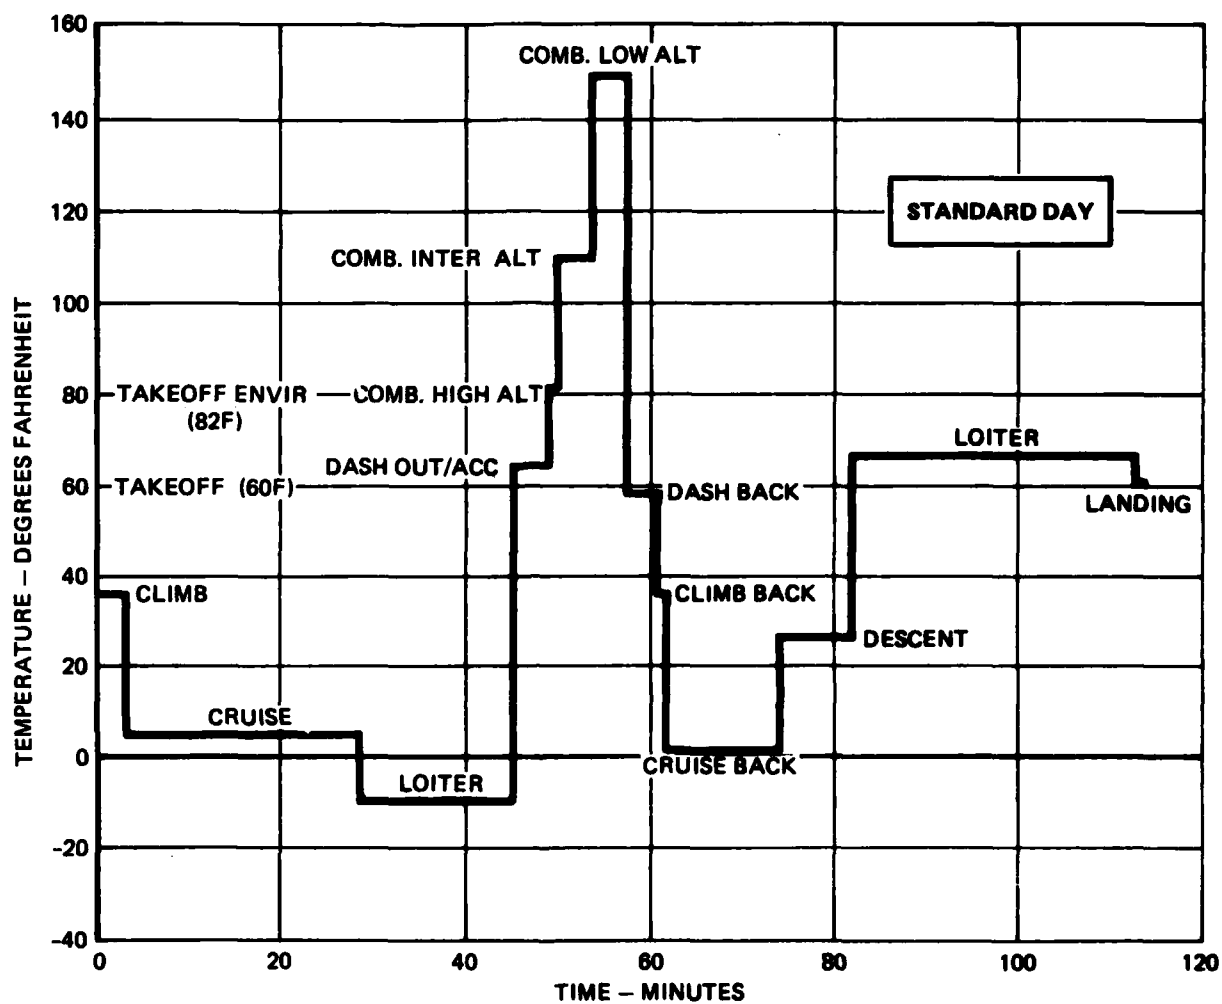 160
COMB. LOW ALT
140
120
STANDARD DAY
COMB. INTER ALT
100
80
TAKEOFF ENVIR
(82F)
COMB. HIGH ALT
DASH OUT/ACC
60
TAKEOFF (60F)
DASH BACK
LOITER
LANDING
40
CLIMB
CLIMB BACK
DESCENT
20
CRUISE
0
CRUISE BACK
LOITER
-20
-40
0 20 40 60 80 100 120
TIME – MINUTES
TEMPERATURE – DEGREES FAHRENHEIT